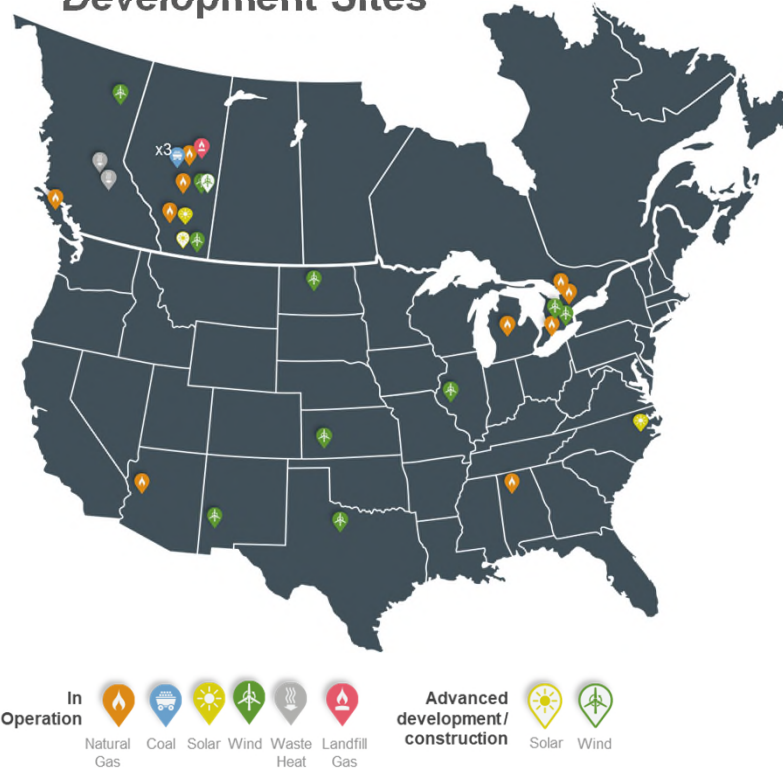 Development Sites
x3
In
Operation
Natural
Gas
Coal
Solar
Wind
Waste
Heat
Landfill
Gas
Advanced
development/
construction
Solar
Wind